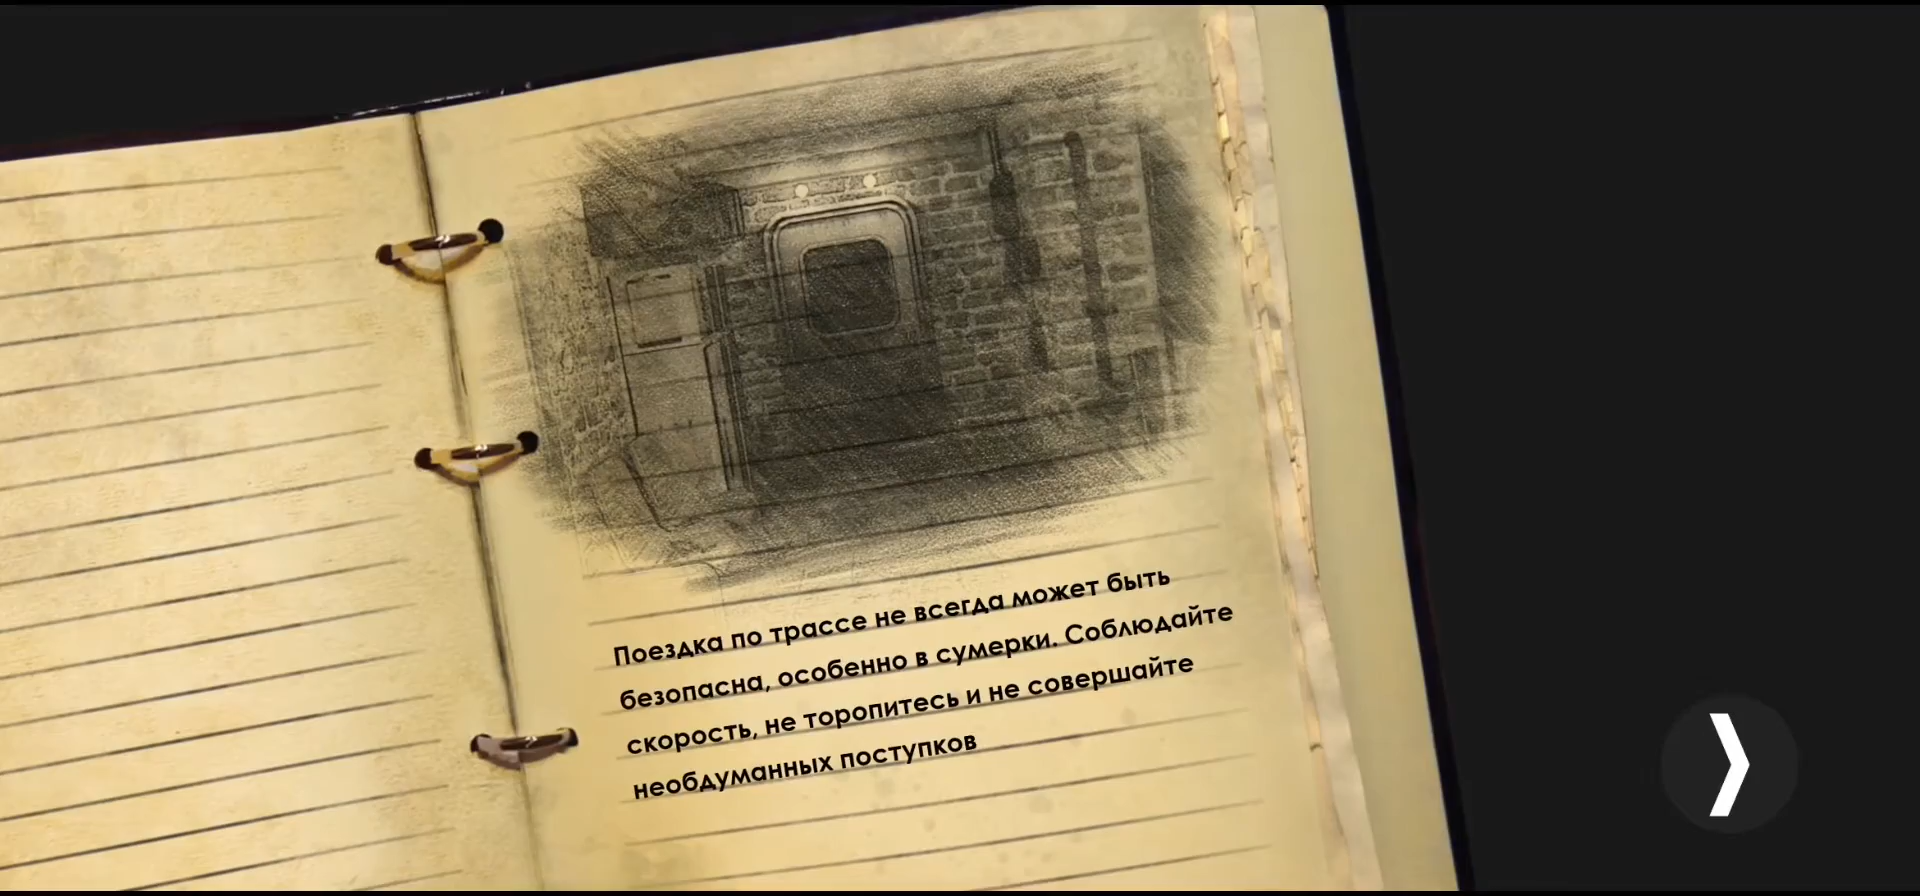 Поездка по трассе не всегда может быть
безопасна, особенно в сумерки. Соблюдайте
скорость, не торопитесь и не совершайте
необдуманных поступков